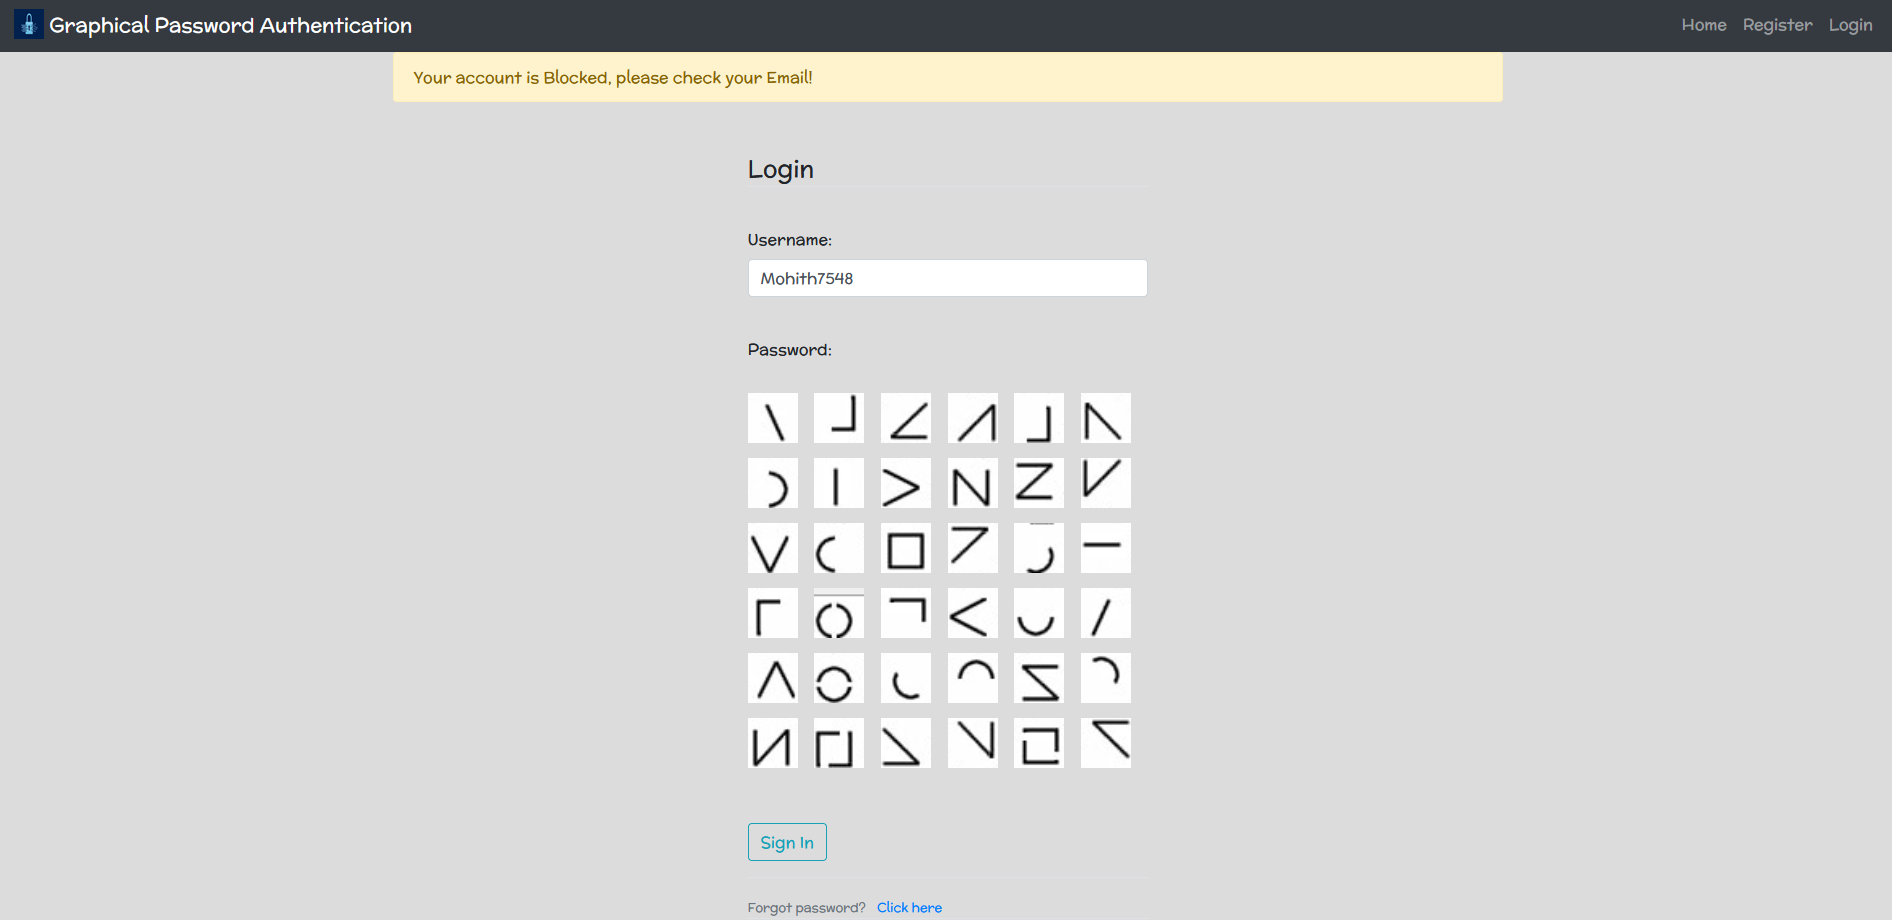 Graphical Password Authentication
Home Register Login
Your account is Blocked, please check your Email!
Login
Username:
Mohith7548
Password:
Sign In
Forgot password? Click here